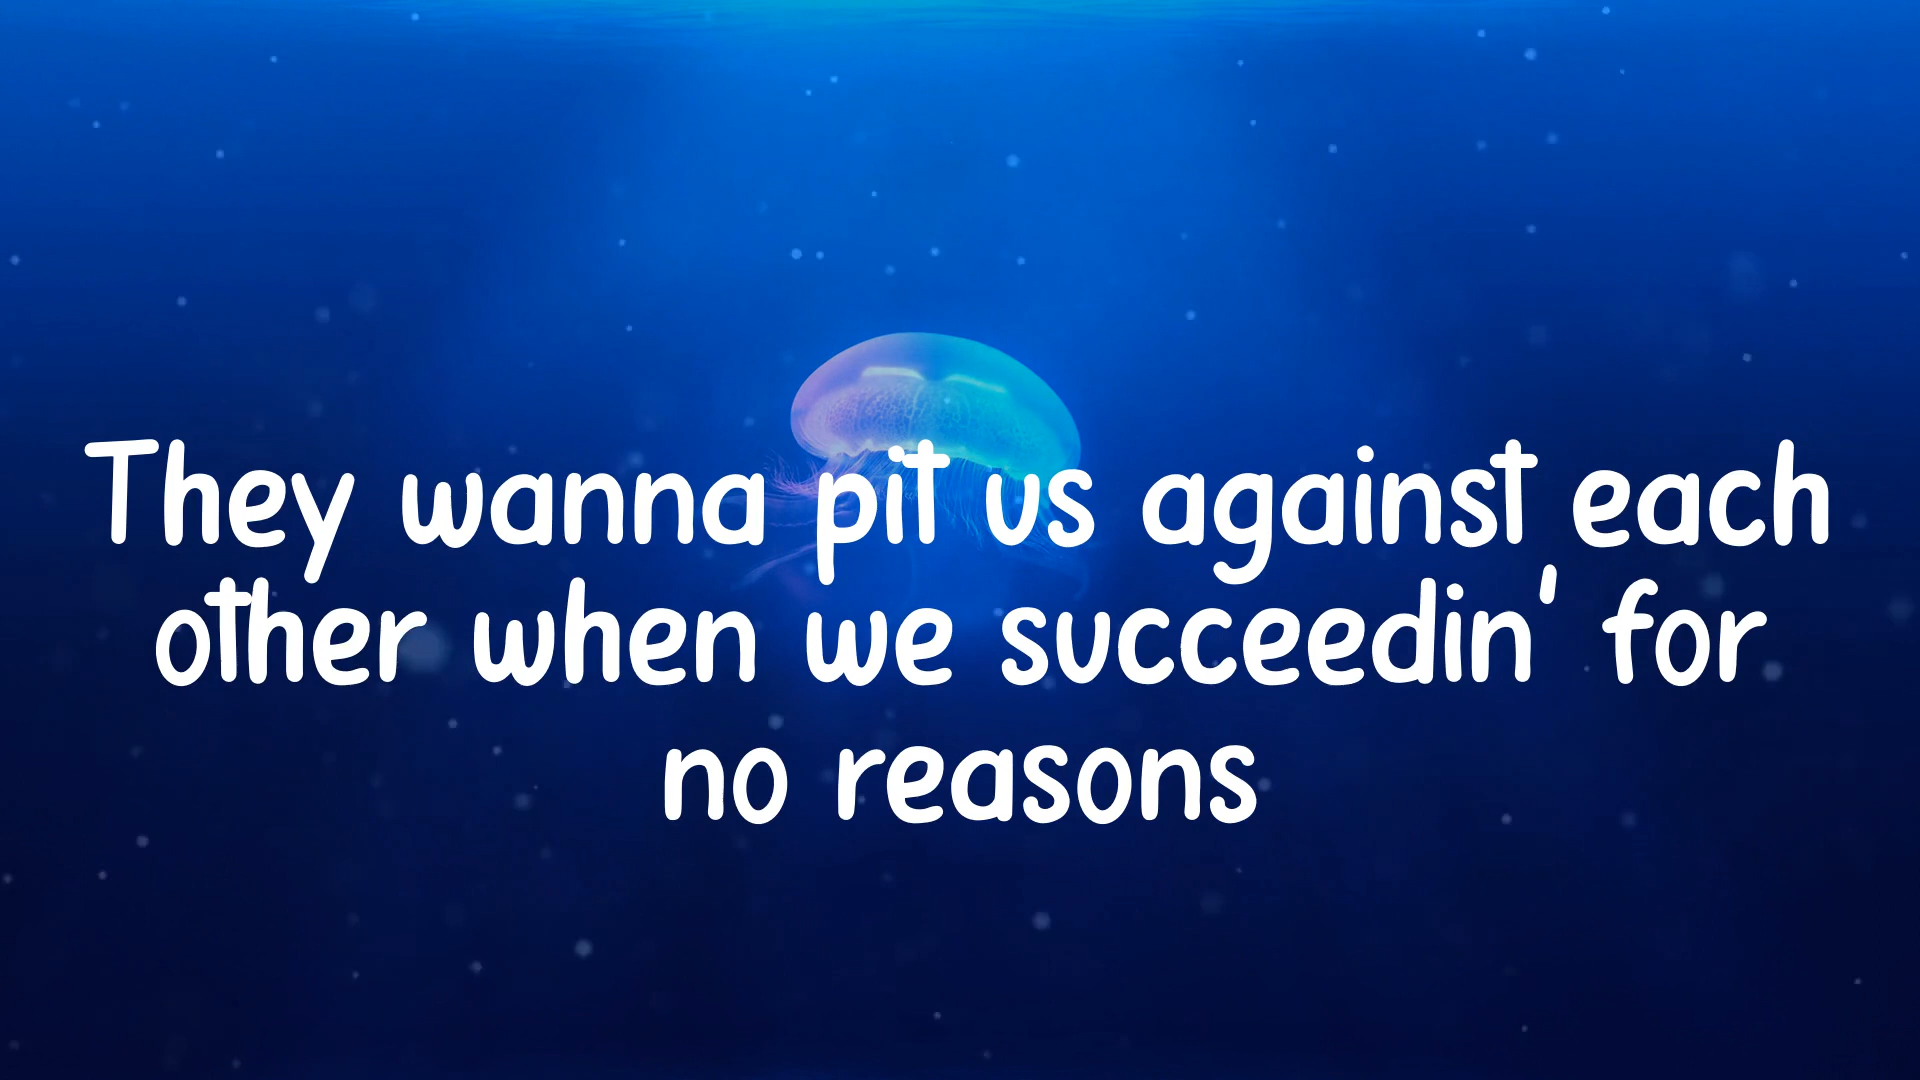 They wanna pit us against each
other when we succeedin' for
no reasons